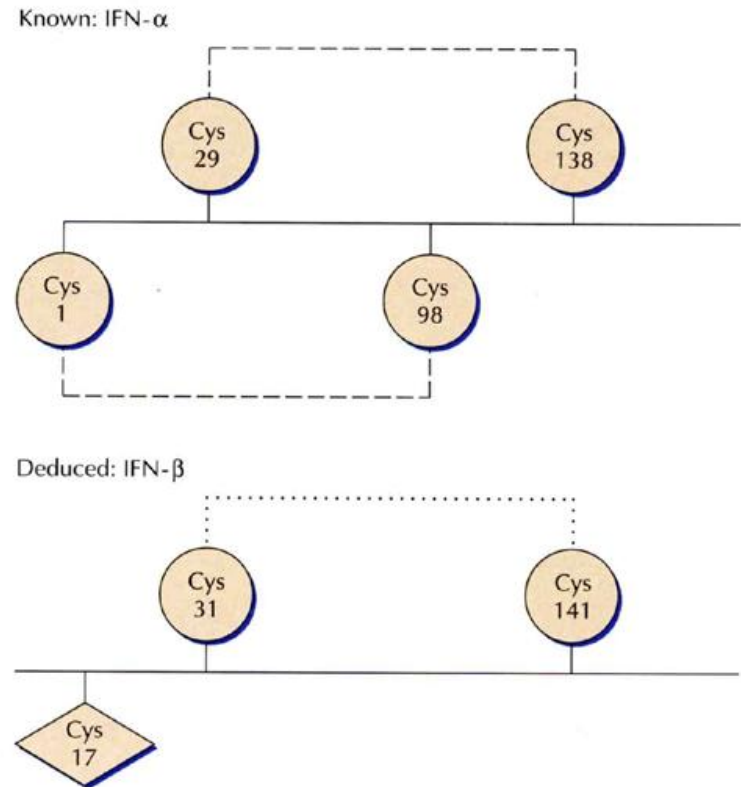 Known: IFN-α
Cys
29
Cys
138
Cys
1
Cys
98
Deduced: IFN-β
Cys
31
Cys
141
Cys
17